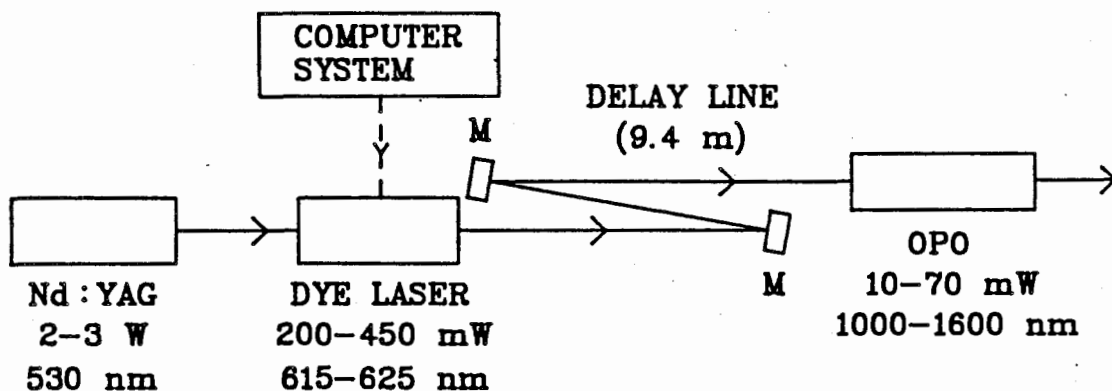 COMPUTER
SYSTEM
DELAY LINE
(9.4 m)
M
M
Nd : YAG
2-3 W
530 nm
DYE LASER
200-450 mW
615-625 nm
OPO
10-70 mW
1000-1600 nm